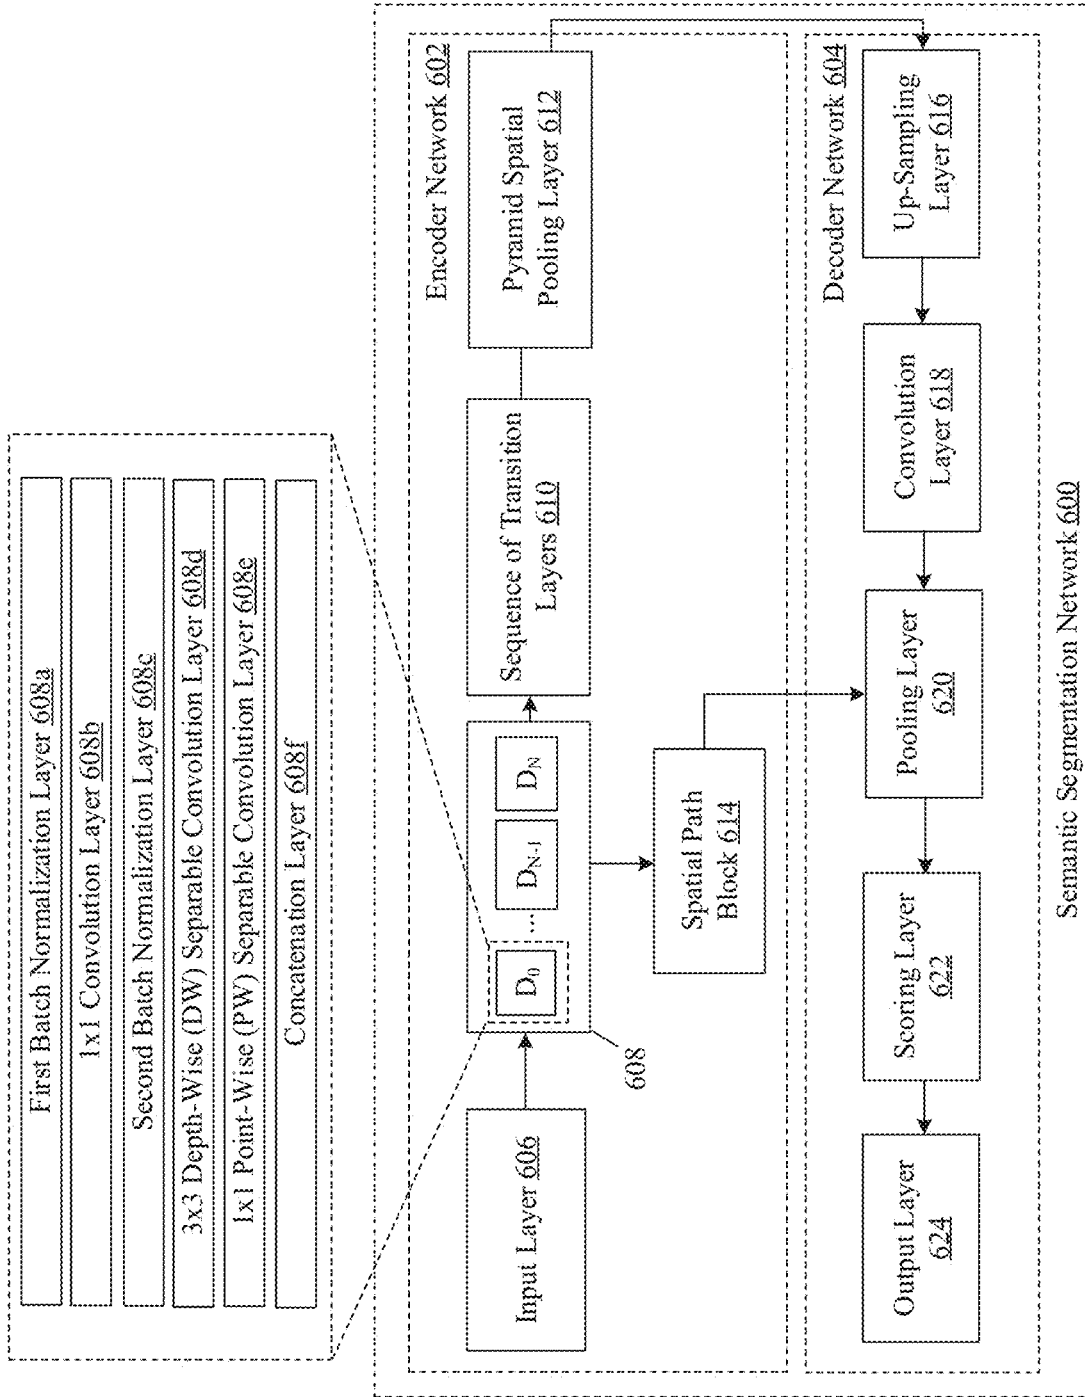 First Batch Normalization Layer 608a
1x1 Convolution Layer 608b
Second Batch Normalization Layer 608c
3x3 Depth-Wise (DW) Separable Convolution Layer 608d
1x1 Point-Wise (PW) Separable Convolution Layer 608e
Concatenation Layer 608f
Encoder Network 602
Input Layer 606
D0
...
DN-1
DN
608
Sequence of Transition
Layers 610
Pyramid Spatial
Pooling Layer 612
Spatial Path
Block 614
Decoder Network 604
Output Layer
624
Scoring Layer
622
Pooling Layer
620
Convolution
Layer 618
Up-Sampling
Layer 616
Semantic Segmentation Network 600